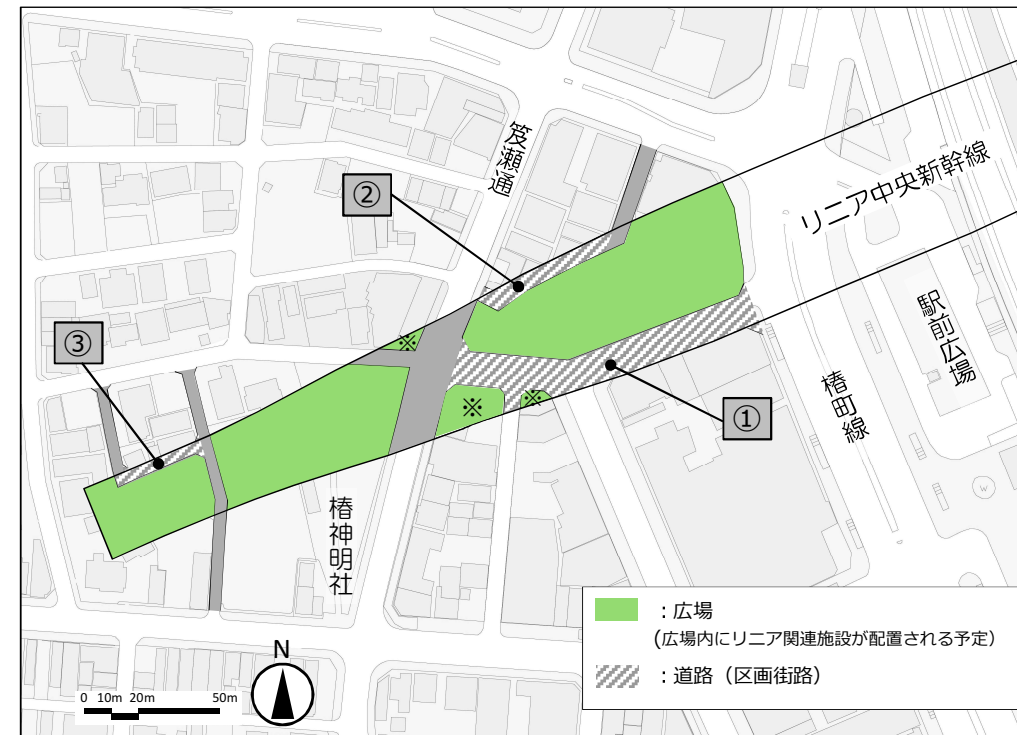 笈瀬通
②
リニア中央新幹線
※
③
駅前広場
※
※
①
椿町線
椿神明社
W
：広場
(広場内にリニア関連施設が配置される予定)
：道路（区画街路）
N
0 10m 20m 50m